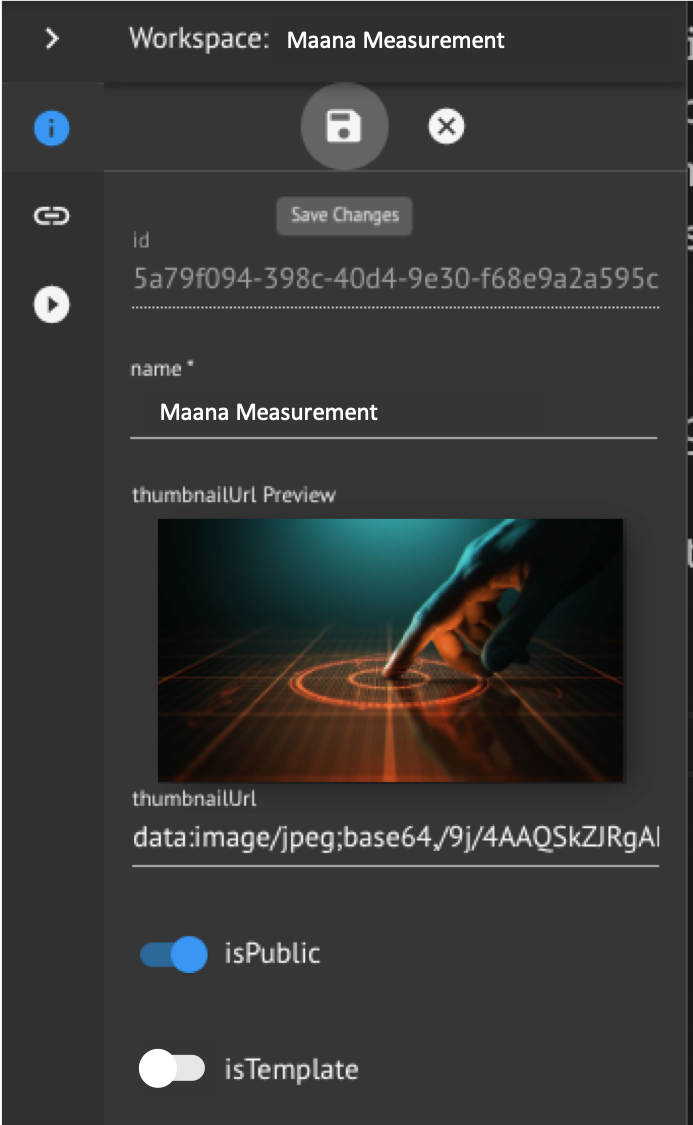 Workspace: Maana Measurement
Save Changes
id
5a79f094-398c-40d4-9e30-f68e9a2a595c
name *
Maana Measurement
thumbnailUrl Preview
thumbnailUrl
data:image/jpeg;base64,/9j/4AAQSkZJRgA
isPublic
isTemplate